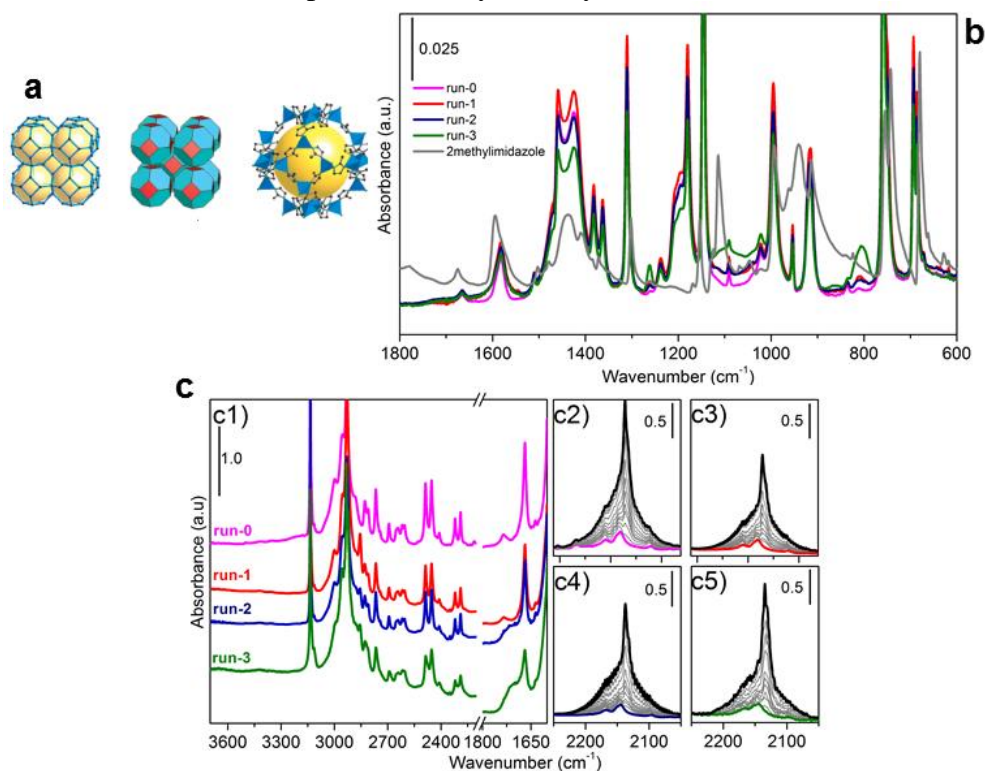 a
b
0.025
run-0
run-1
run-2
run-3
2methylimidazole
Absorbance (a.u.)
1800 1600 1400 1200 1000 800 600
Wavenumber (cm-1)
c
c1)
1.0
run-0
run-1
run-2
run-3
Absorbance (a.u)
3600 3300 3000 2700 2400 1800 1650
c2)
0.5
c3)
0.5
c4)
0.5
c5)
0.5
2200 2100 2200 2100
Wavenumber (cm-1)